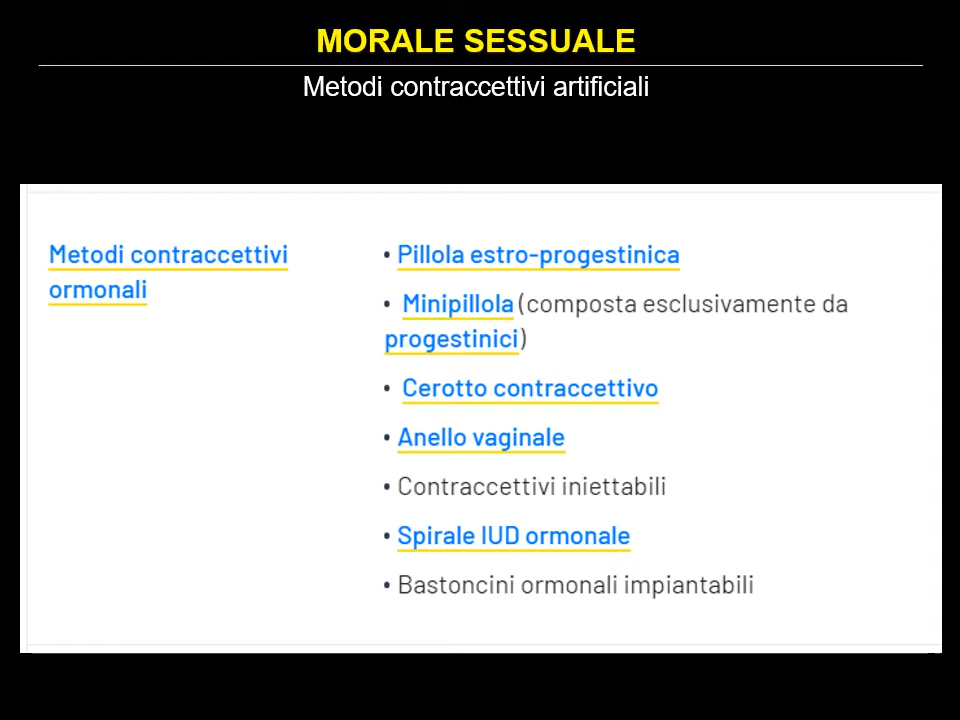 MORALE SESSUALE
Metodi contraccettivi artificiali
Metodi contraccettivi
ormonali
• Pillola estro-progestinica
• Minipillola (composta esclusivamente da
progestinici)
• Cerotto contraccettivo
• Anello vaginale
• Contraccettivi iniettabili
• Spirale IUD ormonale
• Bastoncini ormonali impiantabili